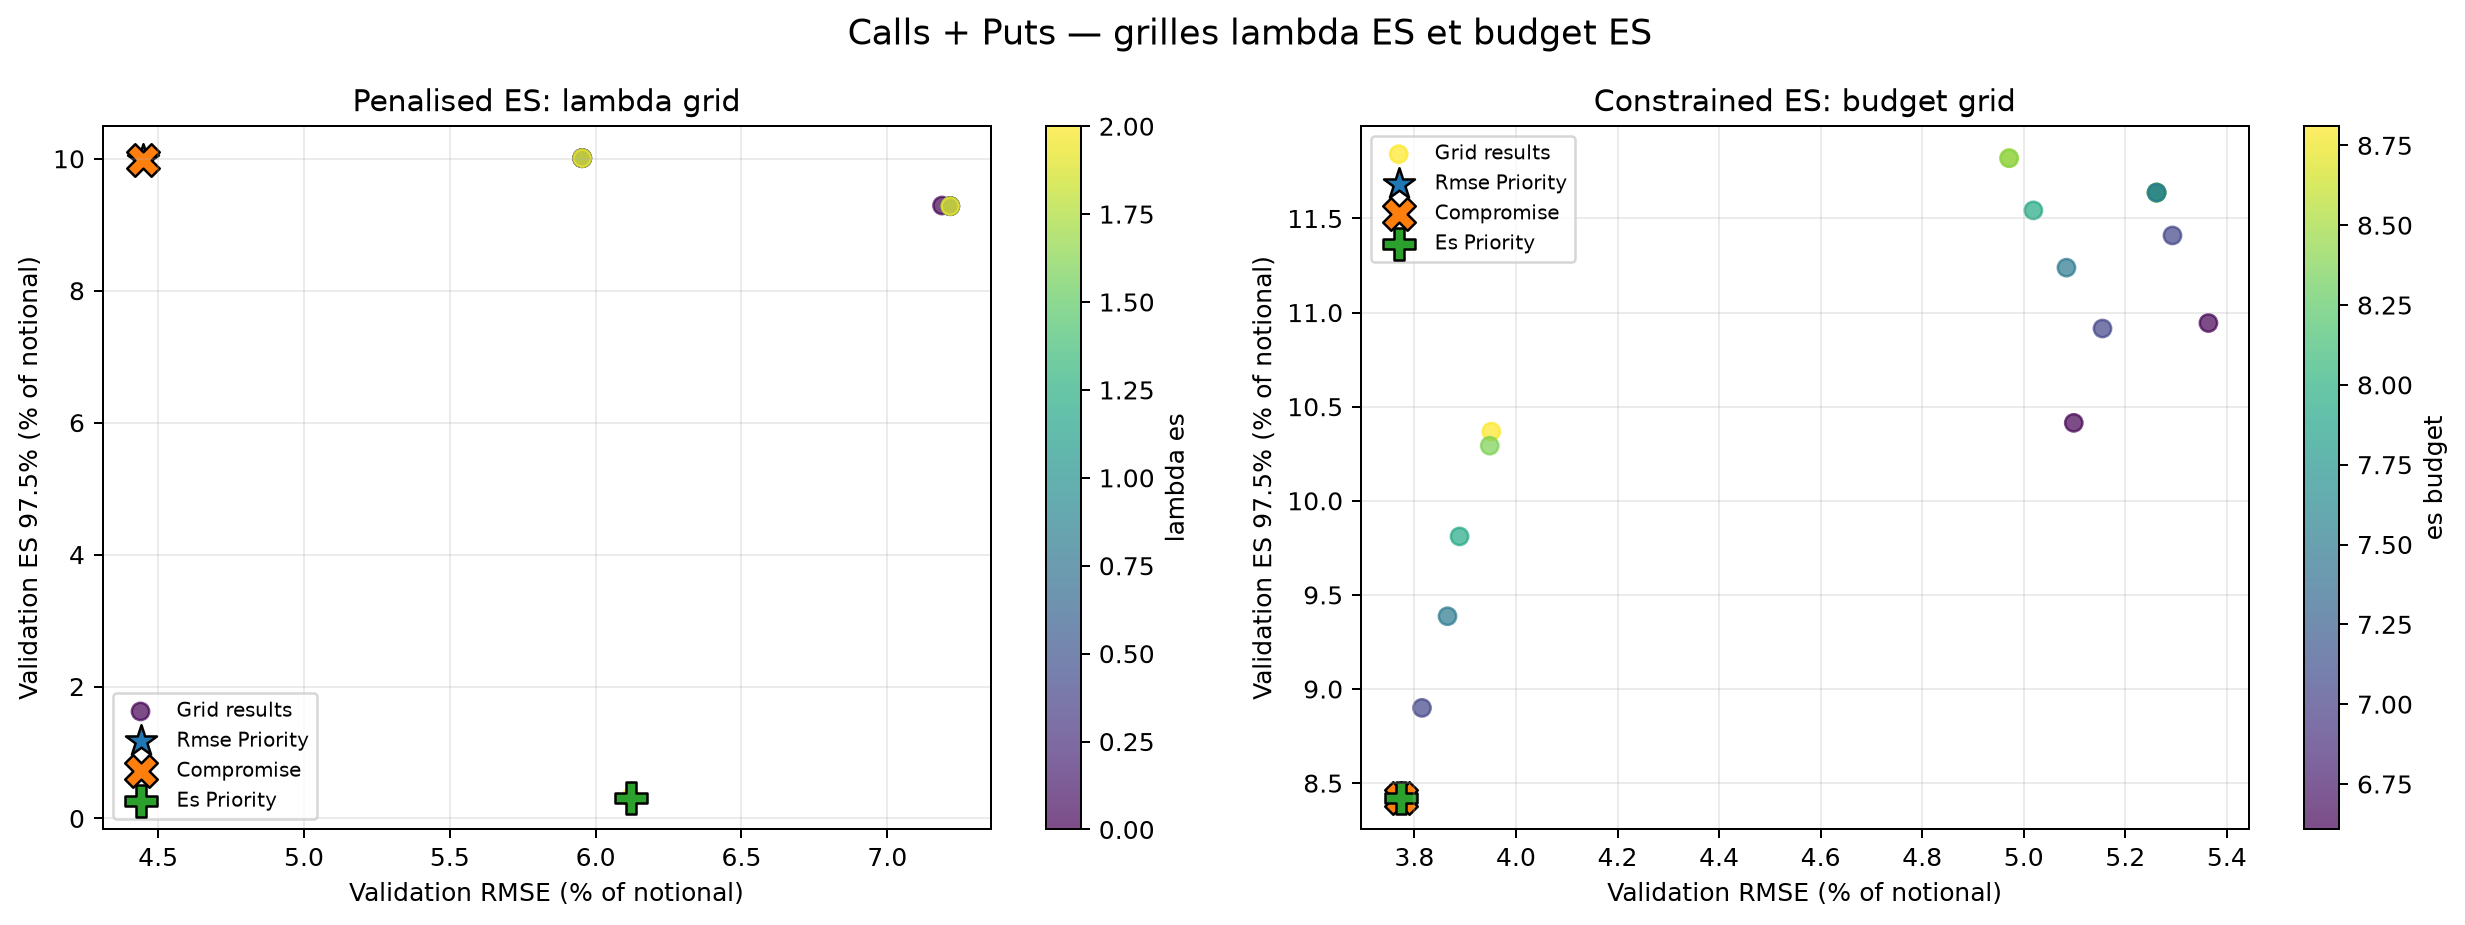 Calls + Puts — grilles lambda ES et budget ES
Penalised ES: lambda grid
Validation ES 97.5% (% of notional)
10
8
6
4
2
0
4.5
5.0
5.5
6.0
6.5
7.0
Validation RMSE (% of notional)
Grid results
Rmse Priority
Compromise
Es Priority
2.00
1.75
1.50
1.25
1.00
0.75
0.50
0.25
0.00
lambda es
Constrained ES: budget grid
Validation ES 97.5% (% of notional)
11.5
11.0
10.5
10.0
9.5
9.0
8.5
3.8
4.0
4.2
4.4
4.6
4.8
5.0
5.2
5.4
Validation RMSE (% of notional)
Grid results
Rmse Priority
Compromise
Es Priority
8.75
8.50
8.25
8.00
7.75
7.50
7.25
7.00
6.75
es budget